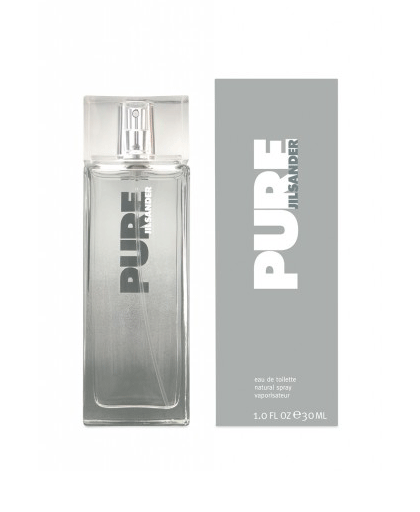 PURE
JILSANDER
PURE
JILSANDER
eau de toilette
natural spray
vaporisateur
1.0 FL OZ e 30 ML